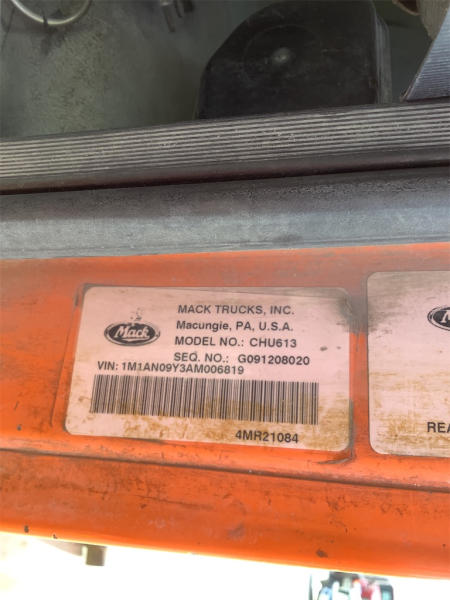 Mack
MACK TRUCKS, INC.
Macungie, PA, U.S.A.
MODEL NO.: CHU613
SEQ. NO.: G091208020
VIN: 1M1AN09Y3AM006819
4MR21084
REA